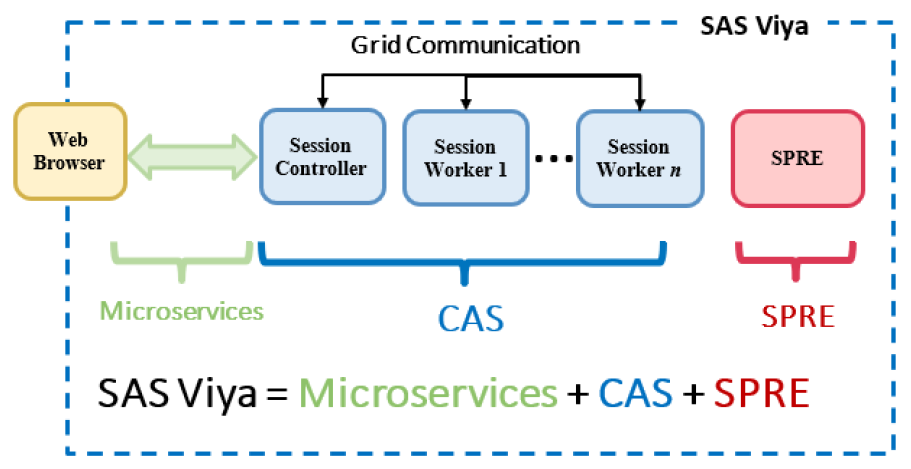 SAS Viya
Grid Communication
Web
Browser
Session
Controller
Session
Worker 1
Session
Worker n
SPRE
Microservices
CAS
SPRE
SAS Viya = Microservices + CAS + SPRE